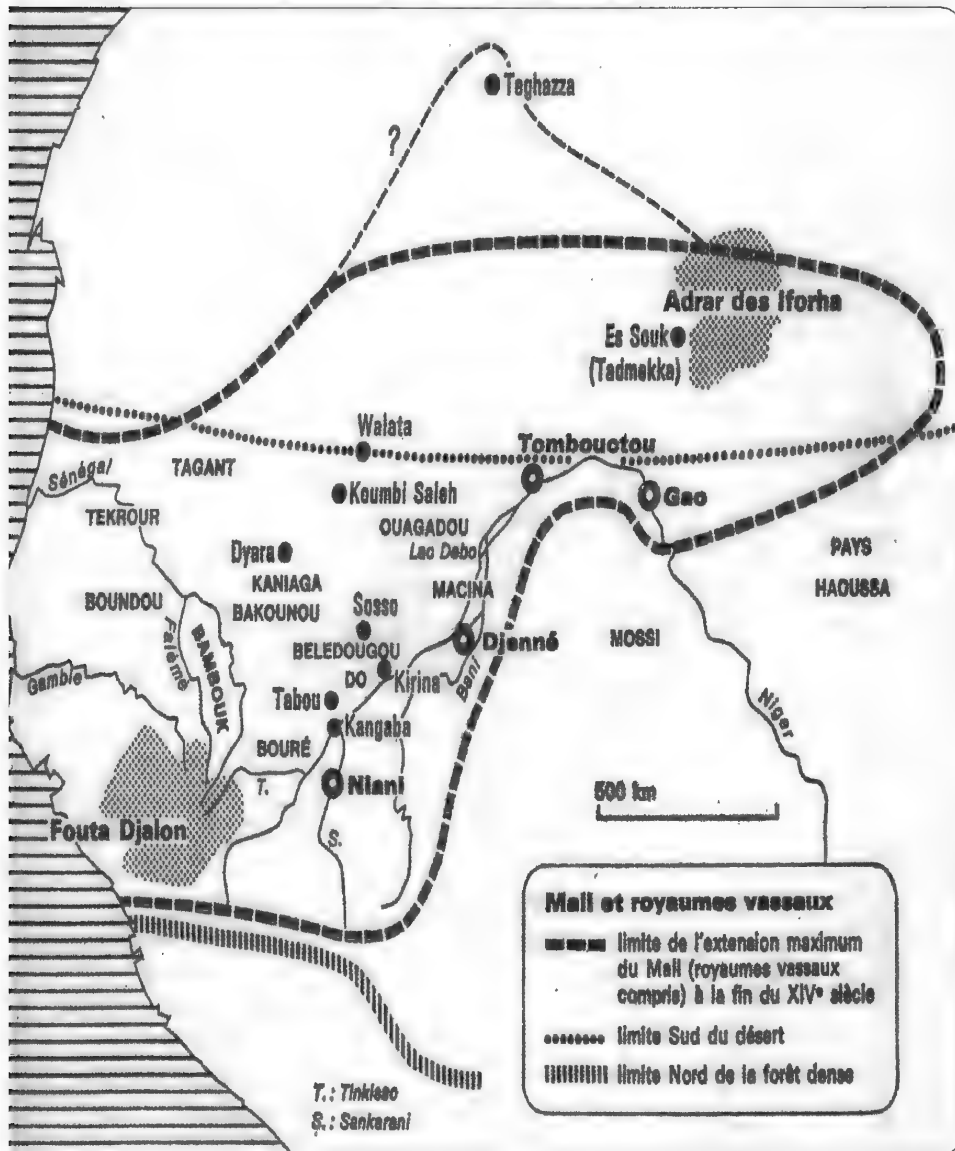 Teghazza
?
Adrar des Iforha
Es Souk
(Tadmekka)
Walata
Tombouctou
Sénégal
TAGANT
Koumbi Saleh
Gao
TEKROUR
OUAGADOU
Lac Debo
PAYS
HAOUSSA
Dyara
KANIAGA
BAKOUNOU
MACINA
BOUNDOU
Falémé
BAMBOUK
Sosso
BELEDOUGOU
Djenné
MOSSI
DO
Kirina
Bani
Gambie
Tabou
Kangaba
Niger
BOURÉ
T.
Niani
500 km
Fouta Djalon
S.
Mali et royaumes vassaux
limite de l'extension maximum
du Mali (royaumes vassaux
compris) à la fin du XIVe siècle
limite Sud du désert
limite Nord de la forêt dense
T. : Tinkisso
S. : Sankarani